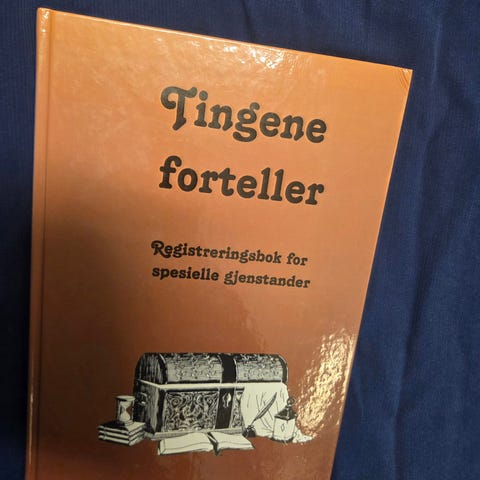 Tingene
forteller
Registreringsbok for
spesielle gjenstander